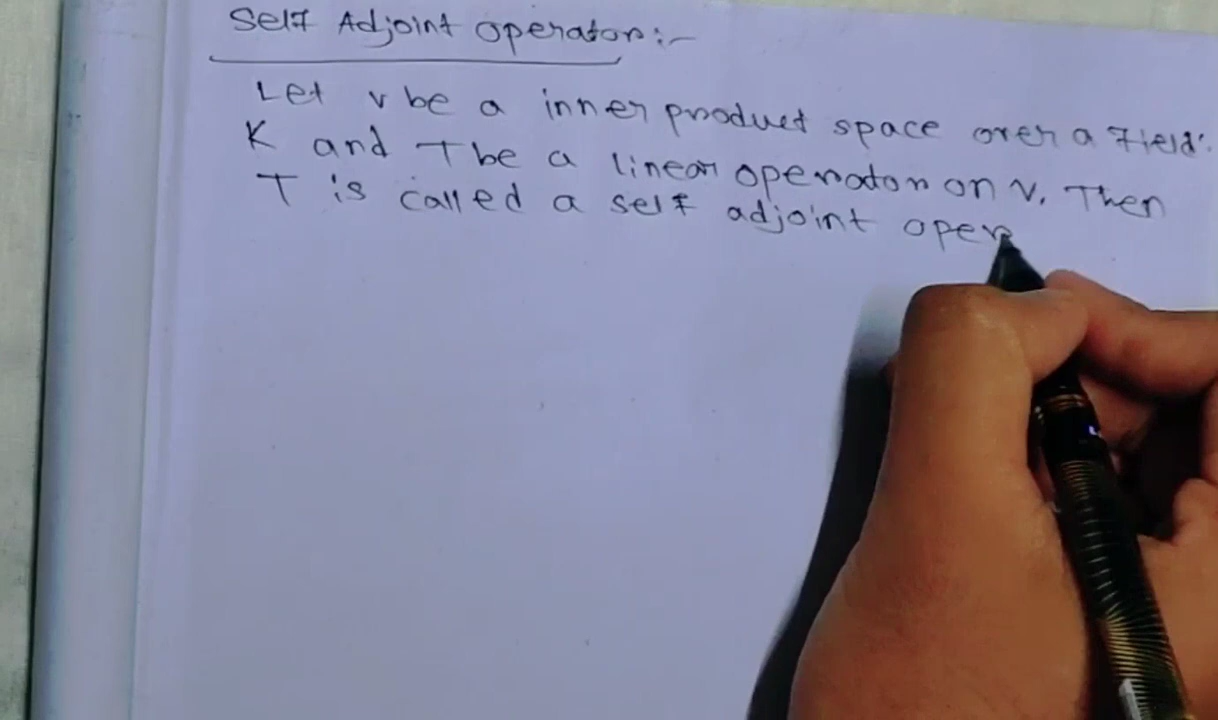 Self Adjoint operator:-
Let v be a inner product space over a Field
K and T be a linear operator on v. Then
T is called a self adjoint oper